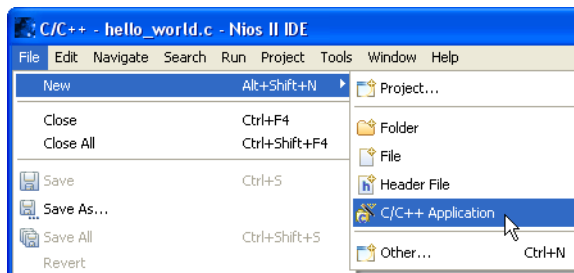 C/C++ - hello_world.c - Nios II IDE
File Edit Navigate Search Run Project Tools Window Help
New Alt+Shift+N
Project...
Close Ctrl+F4
Folder
Close All Ctrl+Shift+F4
File
Save Ctrl+S
Header File
Save As...
C/C++ Application
Save All Ctrl+Shift+S
Other... Ctrl+N
Revert